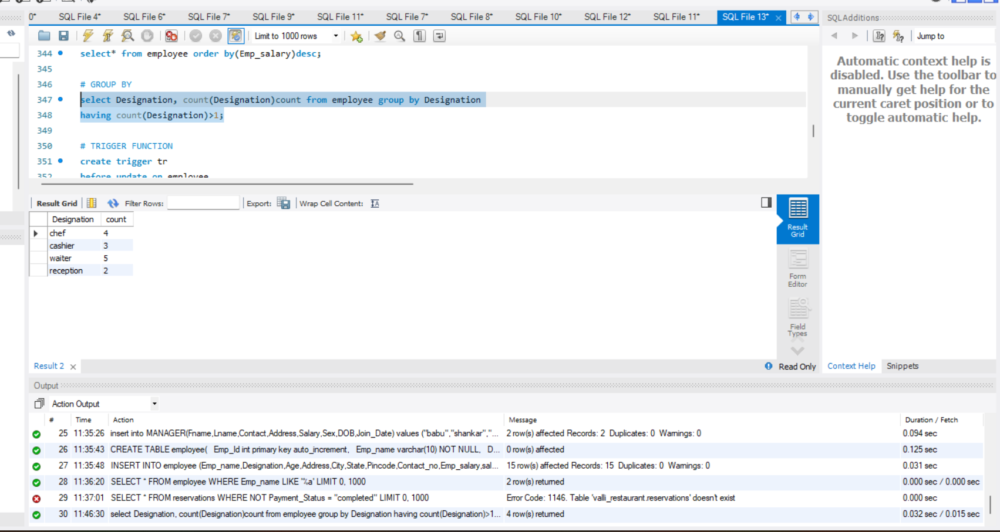 0* SQL File 4* SQL File 6* SQL File 7* SQL File 9* SQL File 11* SQL File 7* SQL File 8* SQL File 10* SQL File 12* SQL File 11* SQL File 13*
SQLAdditions
Limit to 1000 rows
Jump to
344 select* from employee order by(Emp_salary)desc;
345
346 # GROUP BY
347 select Designation, count(Designation)count from employee group by Designation
348 having count(Designation)>1;
349
350 # TRIGGER FUNCTION
351 create trigger tr
352 before update on employee
Automatic context help is
disabled. Use the toolbar to
manually get help for the
current caret position or to
toggle automatic help.
Result Grid Filter Rows: Export: Wrap Cell Content:
Designation count
chef 4
cashier 3
waiter 5
reception 2
Result
Grid
Form
Editor
Field
Types
Result 2
Read Only
Context Help Snippets
Output
Action Output
# Time Action Message Duration / Fetch
25 11:35:26 insert into MANAGER(Fname,Lname,Contact,Address,Salary,Sex,DOB,Join_Date) values ("babu","shankar","... 2 row(s) affected Records: 2 Duplicates: 0 Warnings: 0 0.094 sec
26 11:35:43 CREATE TABLE employee( Emp_Id int primary key auto_increment, Emp_name varchar(10) NOT NULL, D... 0 row(s) affected 0.125 sec
27 11:35:48 INSERT INTO employee (Emp_name,Designation,Age,Address,City,State,Pincode,Contact_no,Emp_salary,sal... 15 row(s) affected Records: 15 Duplicates: 0 Warnings: 0 0.031 sec
28 11:36:20 SELECT * FROM employee WHERE Emp_name LIKE '%a' LIMIT 0, 1000 2 row(s) returned 0.000 sec / 0.000 sec
29 11:37:01 SELECT * FROM reservations WHERE NOT Payment_Status = "completed" LIMIT 0, 1000 Error Code: 1146. Table 'valli_restaurant.reservations' doesn't exist 0.000 sec
30 11:46:30 select Designation, count(Designation)count from employee group by Designation having count(Designation)>1... 4 row(s) returned 0.032 sec / 0.015 sec